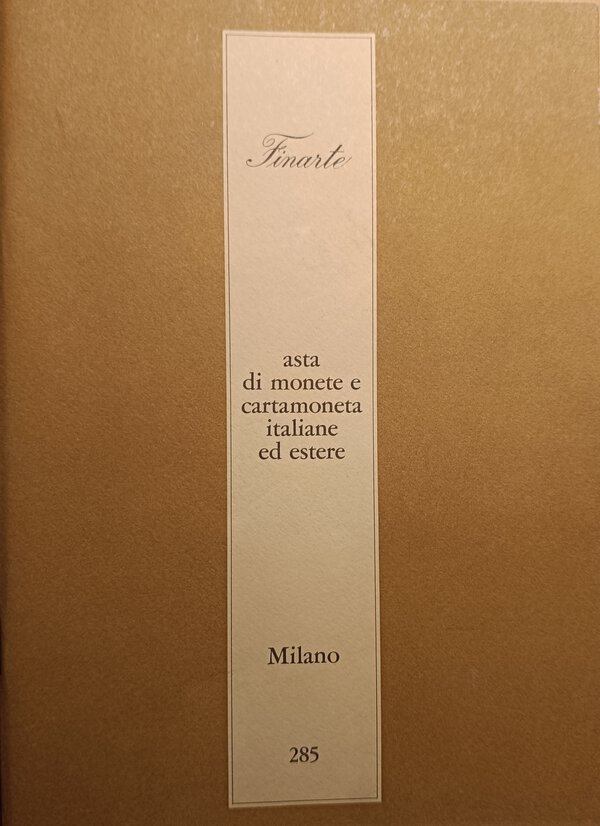 Finarte
asta
di monete e
cartamoneta
italiane
ed estere
Milano
285